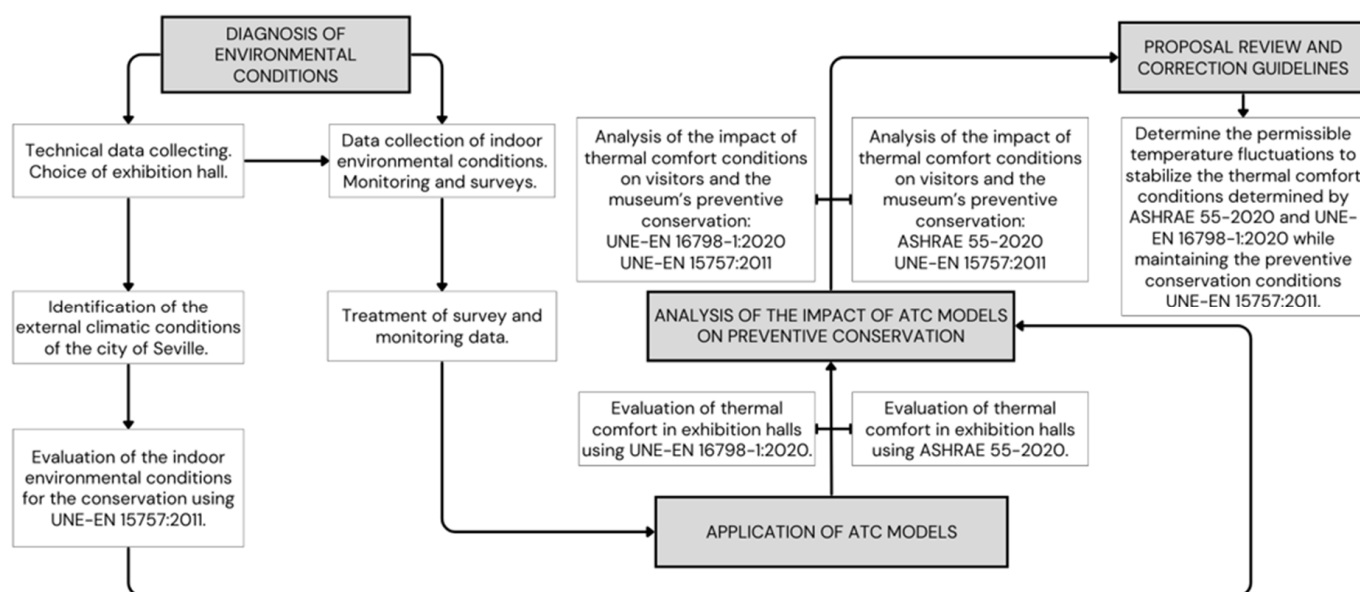 DIAGNOSIS OF
ENVIRONMENTAL
CONDITIONS
Technical data collecting.
Choice of exhibition hall.
Data collection of indoor
environmental conditions.
Monitoring and surveys.
Identification of the
external climatic conditions
of the city of Seville.
Treatment of survey and
monitoring data.
Evaluation of the indoor
environmental conditions
for the conservation using
UNE-EN 15757:2011.
Analysis of the impact of
thermal comfort conditions
on visitors and the
museum's preventive
conservation:
UNE-EN 16798-1:2020
UNE-EN 15757:2011
Analysis of the impact of
thermal comfort conditions
on visitors and the
museum's preventive
conservation:
ASHRAE 55-2020
UNE-EN 15757:2011
ANALYSIS OF THE IMPACT OF ATC MODELS
ON PREVENTIVE CONSERVATION
Evaluation of thermal
comfort in exhibition halls
using UNE-EN 16798-1:2020.
Evaluation of thermal
comfort in exhibition halls
using ASHRAE 55-2020.
APPLICATION OF ATC MODELS
PROPOSAL REVIEW AND
CORRECTION GUIDELINES
Determine the permissible
temperature fluctuations to
stabilize the thermal comfort
conditions determined by
ASHRAE 55-2020 and UNE-
EN 16798-1:2020 while
maintaining the preventive
conservation conditions
UNE-EN 15757:2011.